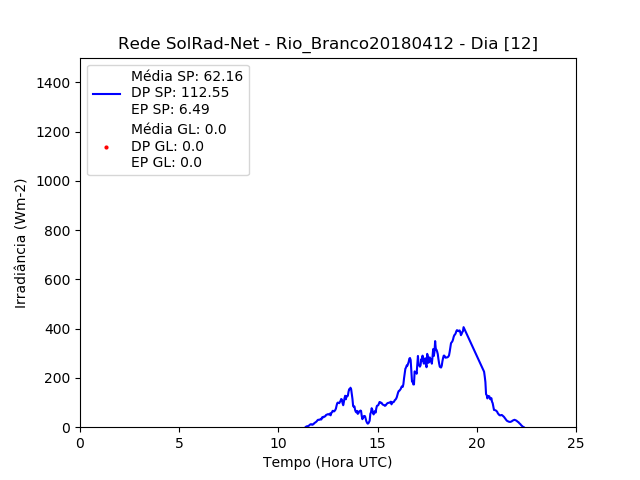 Rede SolRad-Net - Rio_Branco20180412 - Dia [12]
Média SP: 62.16
DP SP: 112.55
EP SP: 6.49
Média GL: 0.0
DP GL: 0.0
EP GL: 0.0
1400
1200
1000
800
600
400
200
0
Irradiância (Wm-2)
0 5 10 15 20 25
Tempo (Hora UTC)